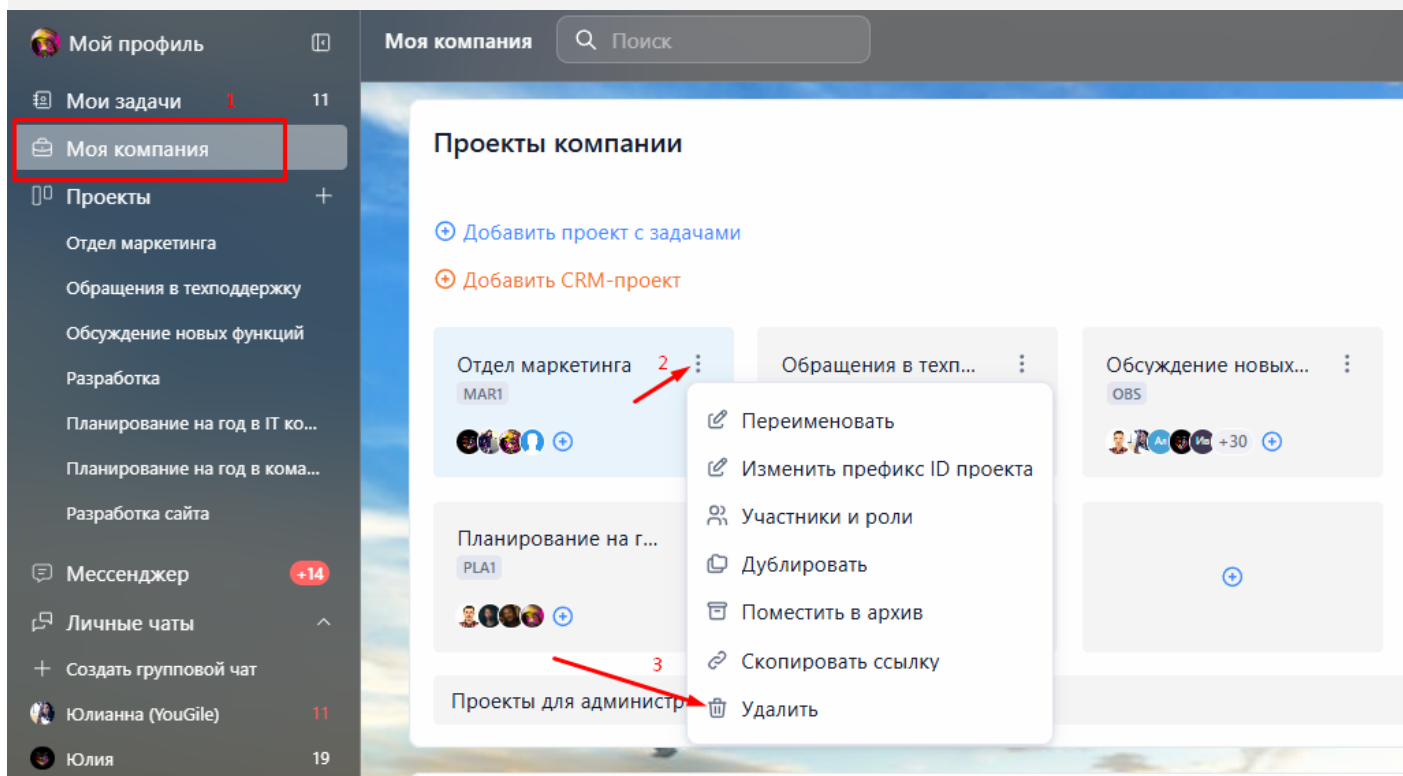 Мой профиль
Мои задачи 1 11
Моя компания
Проекты
Отдел маркетинга
Обращения в техподдержку
Обсуждение новых функций
Разработка
Планирование на год в IT ко...
Планирование на год в кома...
Разработка сайта
Мессенджер +14
Личные чаты
Создать групповой чат
Юлианна (YouGile) 11
Юлия 19
Моя компания Поиск
Проекты компании
Добавить проект с задачами
Добавить CRM-проект
Отдел маркетинга 2
MAR1
Обращения в техп...
Обсуждение новых...
OBS
Ал Ив +30
Планирование на г...
PLA1
3
Проекты для администр
Переименовать
Изменить префикс ID проекта
Участники и роли
Дублировать
Поместить в архив
Скопировать ссылку
Удалить